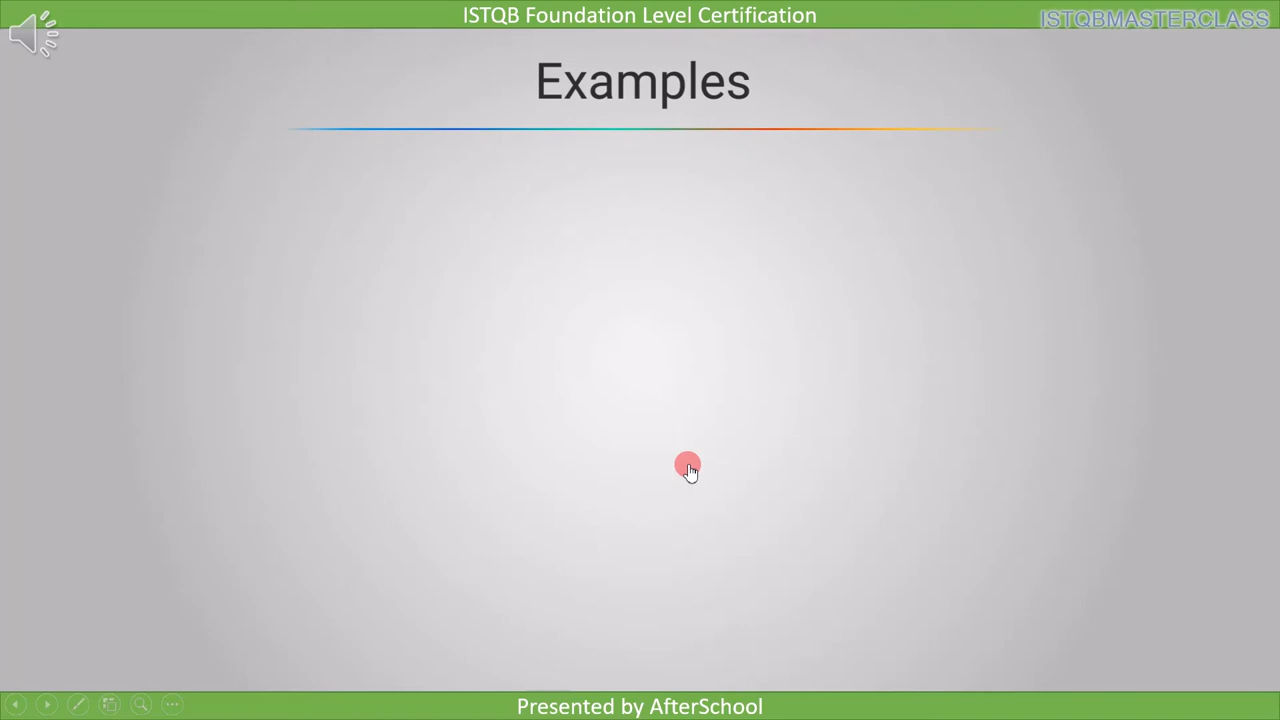 ISTQB Foundation Level Certification
ISTQBMASTERCLASS
Examples
Presented by AfterSchool